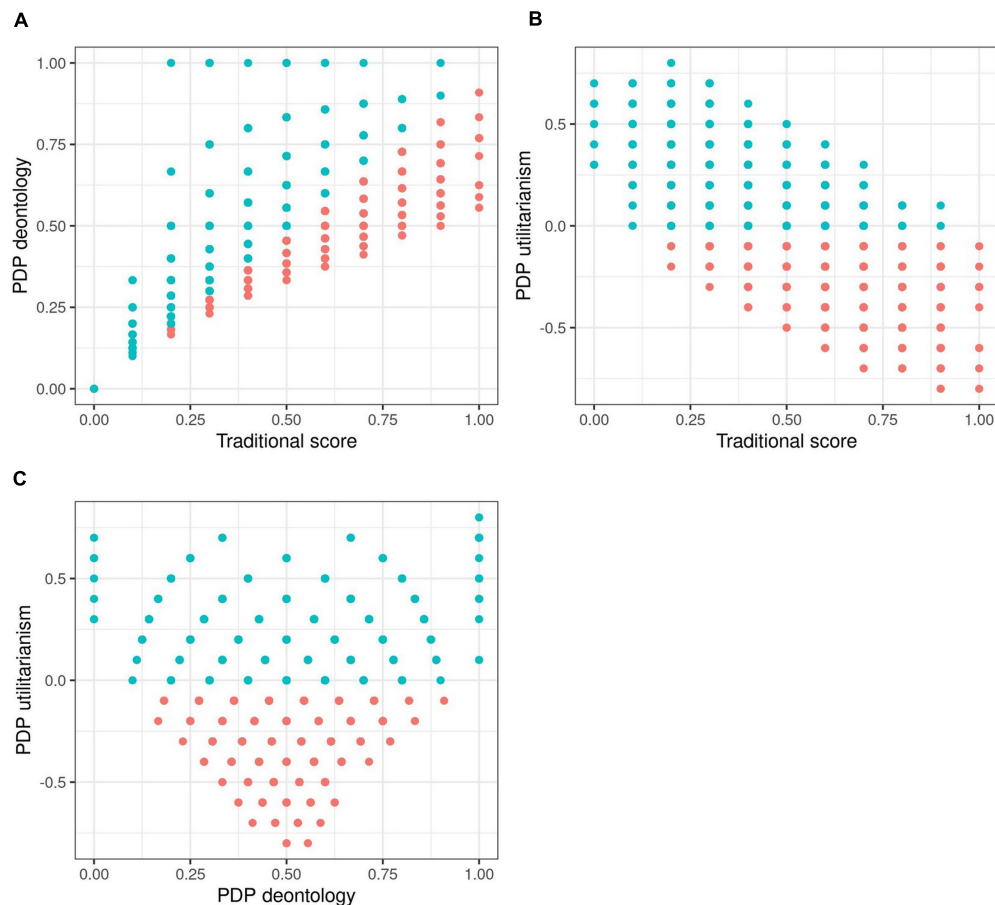 A
PDP deontology
1.00
0.75
0.50
0.25
0.00
0.00 0.25 0.50 0.75 1.00
Traditional score
B
PDP utilitarianism
0.5
0.0
-0.5
0.00 0.25 0.50 0.75 1.00
Traditional score
C
PDP utilitarianism
0.5
0.0
-0.5
0.00 0.25 0.50 0.75 1.00
PDP deontology